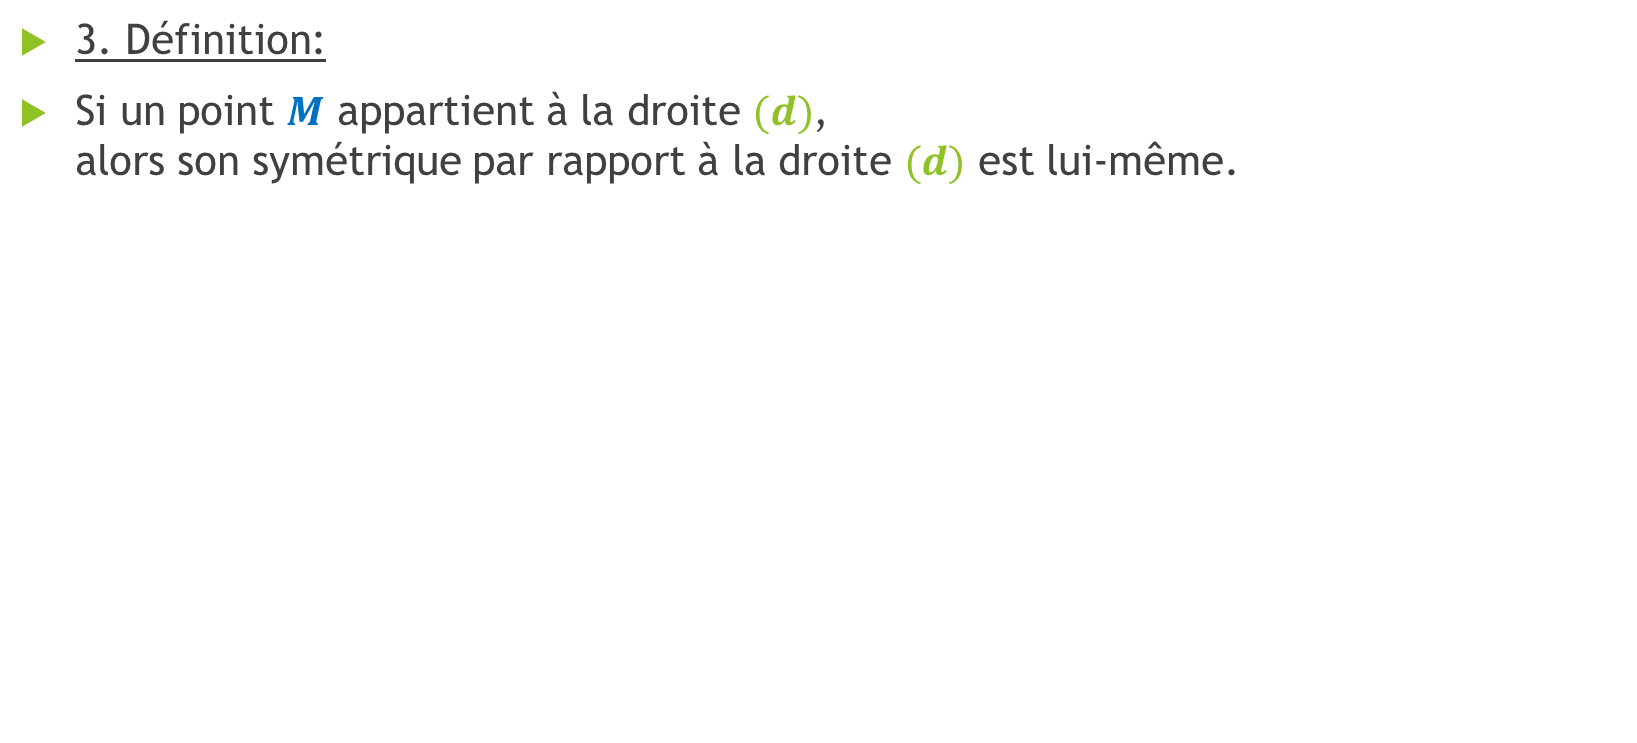 3. Définition:
Si un point M appartient à la droite (d),
alors son symétrique par rapport à la droite (d) est lui-même.